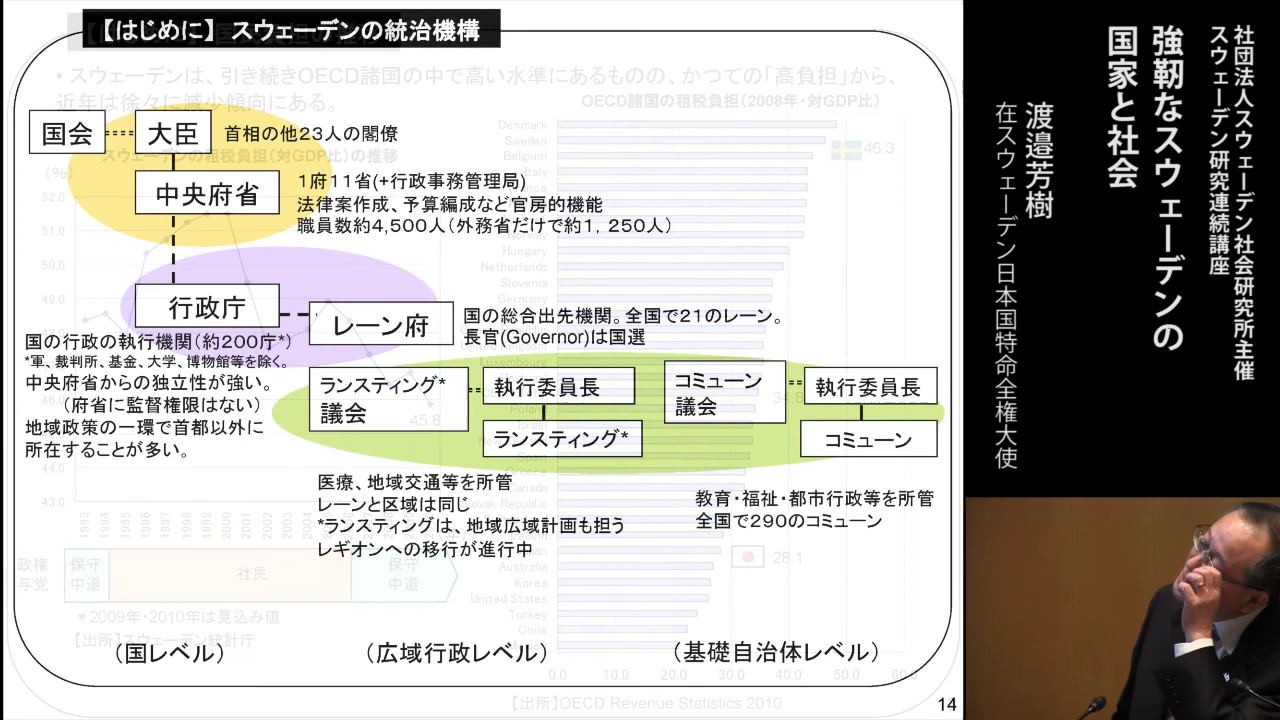 【はじめに】スウェーデンの統治機構
・スウェーデンは、引き続きOECD諸国の中で高い水準にあるものの、かつての「高負担」から、
近年は徐々に減少傾向にある。
OECD諸国の租税負担(2008年・対GDP比)
国会
大臣
首相の他23人の閣僚
スウェーデンの租税負担(対GDP比)の推移
中央府省
1府11省(+行政事務管理局)
法律案作成、予算編成など官房的機能
職員数約4,500人(外務省だけで約1,250人)
行政庁
レーン府
国の総合出先機関。全国で21のレーン。
長官(Governor)は国選
国の行政の執行機関(約200庁*)
*軍、裁判所、基金、大学、博物館等を除く。
中央府省からの独立性が強い。
(府省に監督権限はない)
地域政策の一環で首都以外に
所在することが多い。
ランスティング*
議会
執行委員長
ランスティング*
コミューン
議会
執行委員長
コミューン
医療、地域交通等を所管
レーンと区域は同じ
*ランスティングは、地域広域計画も担う
レギオンへの移行が進行中
教育・福祉・都市行政等を所管
全国で290のコミューン
(%)
52.0
51.0
50.0
49.0
44.0
43.0
45.8
1993
1994
1995
1996
1997
1998
1999
2000
2001
2002
2003
2004
政権
与党
保守
中道
社民
保守
中道
*2009年・2010年は見込み値
【出所】スウェーデン統計庁
Denmark
Sweden
46.3
Belgium
Italy
Norway
Hungary
Netherlands
Slovenia
Germany
Luxembourg
34.8
Poland
Israel
Spain
Greece
Canada
Slovak Republic
28.1
Australia
Korea
United States
Turkey
Chile
0.0
10.0
20.0
30.0
40.0
50.0
60.0
(国レベル)
(広域行政レベル)
(基礎自治体レベル)
【出所】OECD Revenue Statistics 2010
14
社団法人スウェーデン社会研究所主催
スウェーデン研究連続講座
強靭なスウェーデンの
国家と社会
渡邉芳樹
在スウェーデン日本国特命全権大使